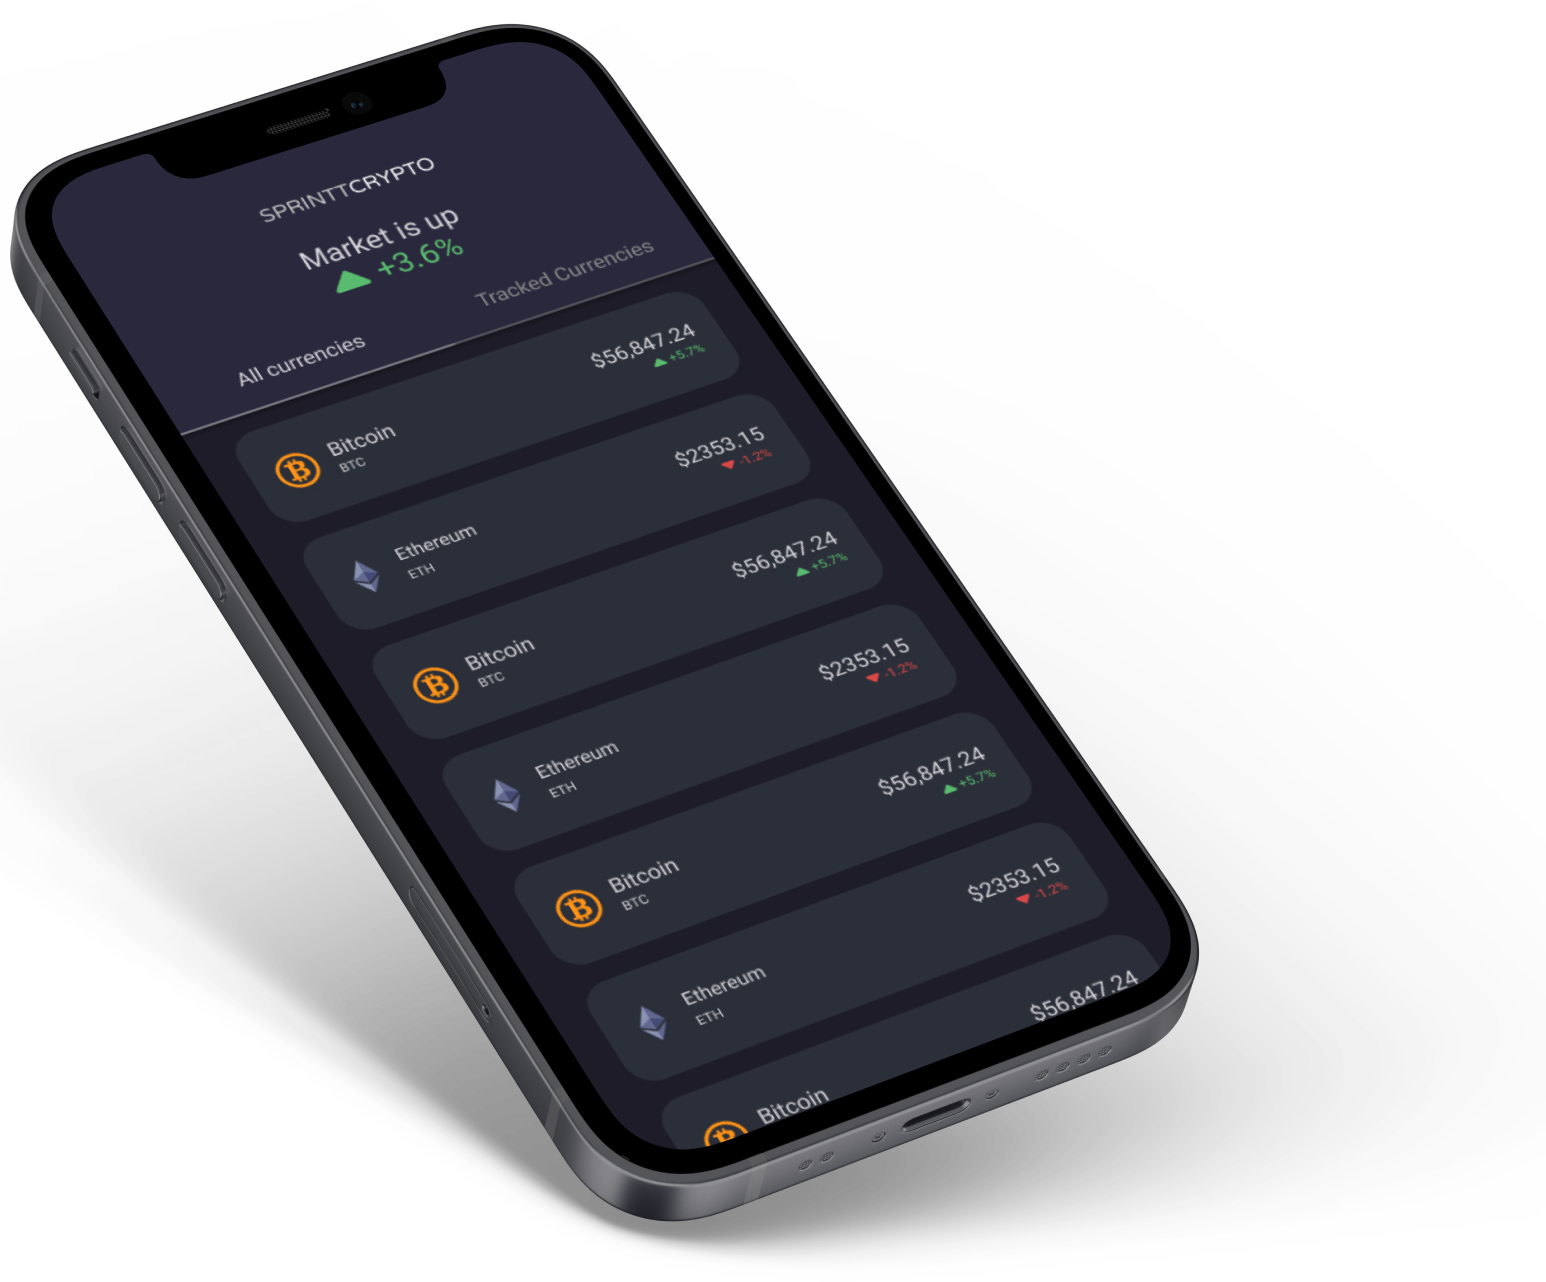 SPRINTTCRYPTO
Market is up
+3.6%
All currencies
Tracked Currencies
Bitcoin
BTC
$56,847.24
+5.7%
Ethereum
ETH
$2353.15
-1.2%
Bitcoin
BTC
$56,847.24
+5.7%
Ethereum
ETH
$2353.15
-1.2%
Bitcoin
BTC
$56,847.24
+5.7%
Ethereum
ETH
$2353.15
-1.2%
Bitcoin
$56,847.24